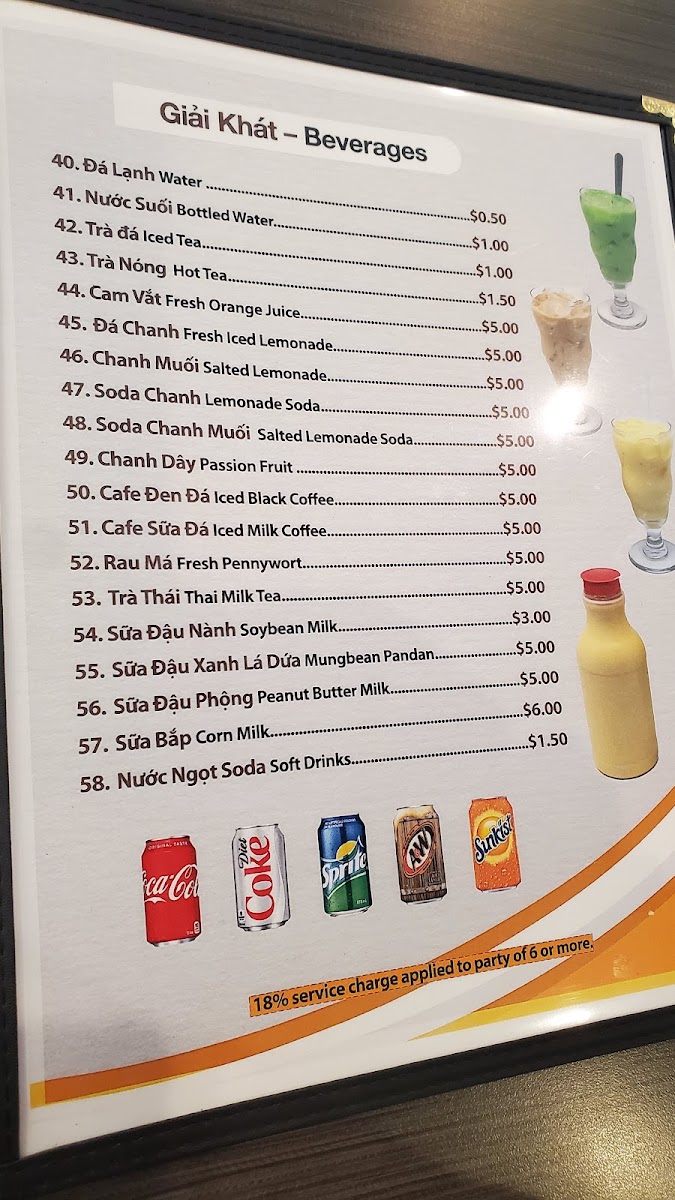 Giải Khát – Beverages
40. Đá Lạnh Water ....................$0.50
41. Nước Suối Bottled Water....................$1.00
42. Trà đá Iced Tea....................$1.00
43. Trà Nóng Hot Tea....................$1.50
44. Cam Vắt Fresh Orange Juice....................$5.00
45. Đá Chanh Fresh Iced Lemonade....................$5.00
46. Chanh Muối Salted Lemonade....................$5.00
47. Soda Chanh Lemonade Soda....................$5.00
48. Soda Chanh Muối Salted Lemonade Soda....................$5.00
49. Chanh Dây Passion Fruit ....................$5.00
50. Cafe Đen Đá Iced Black Coffee....................$5.00
51. Cafe Sữa Đá Iced Milk Coffee....................$5.00
52. Rau Má Fresh Pennywort....................$5.00
53. Trà Thái Thai Milk Tea....................$5.00
54. Sữa Đậu Nành Soybean Milk....................$3.00
55. Sữa Đậu Xanh Lá Dứa Mungbean Pandan....................$5.00
56. Sữa Đậu Phộng Peanut Butter Milk....................$5.00
57. Sữa Bắp Corn Milk....................$6.00
58. Nước Ngọt Soda Soft Drinks....................$1.50
ORIGINAL TASTE
Coca-Cola
Diet Coke
Sprite
A&W
Sunkist
18% service charge applied to party of 6 or more.